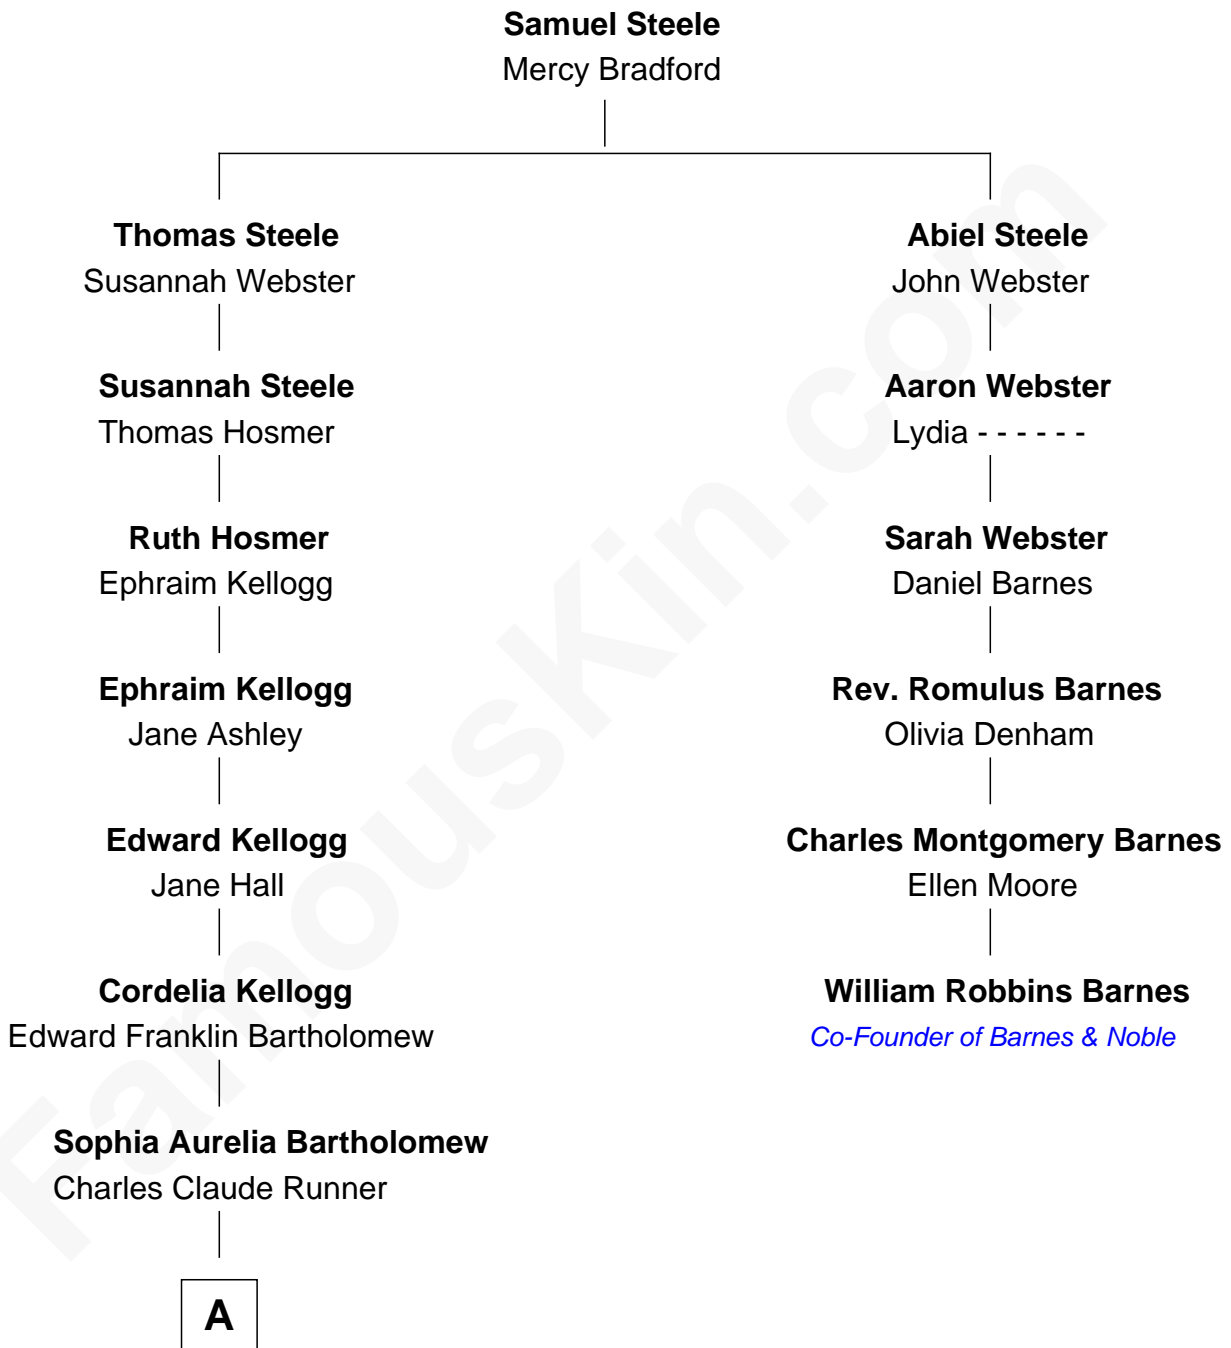 Samuel Steele
Mercy Bradford
Thomas Steele
Susannah Webster
Abiel Steele
John Webster
Susannah Steele
Thomas Hosmer
Aaron Webster
Lydia - - - - - -
Ruth Hosmer
Ephraim Kellogg
Sarah Webster
Daniel Barnes
Ephraim Kellogg
Jane Ashley
Rev. Romulus Barnes
Olivia Denham
Edward Kellogg
Jane Hall
Charles Montgomery Barnes
Ellen Moore
Cordelia Kellogg
Edward Franklin Bartholomew
William Robbins Barnes
Co-Founder of Barnes & Noble
Sophia Aurelia Bartholomew
Charles Claude Runner
A
FamousKin.com